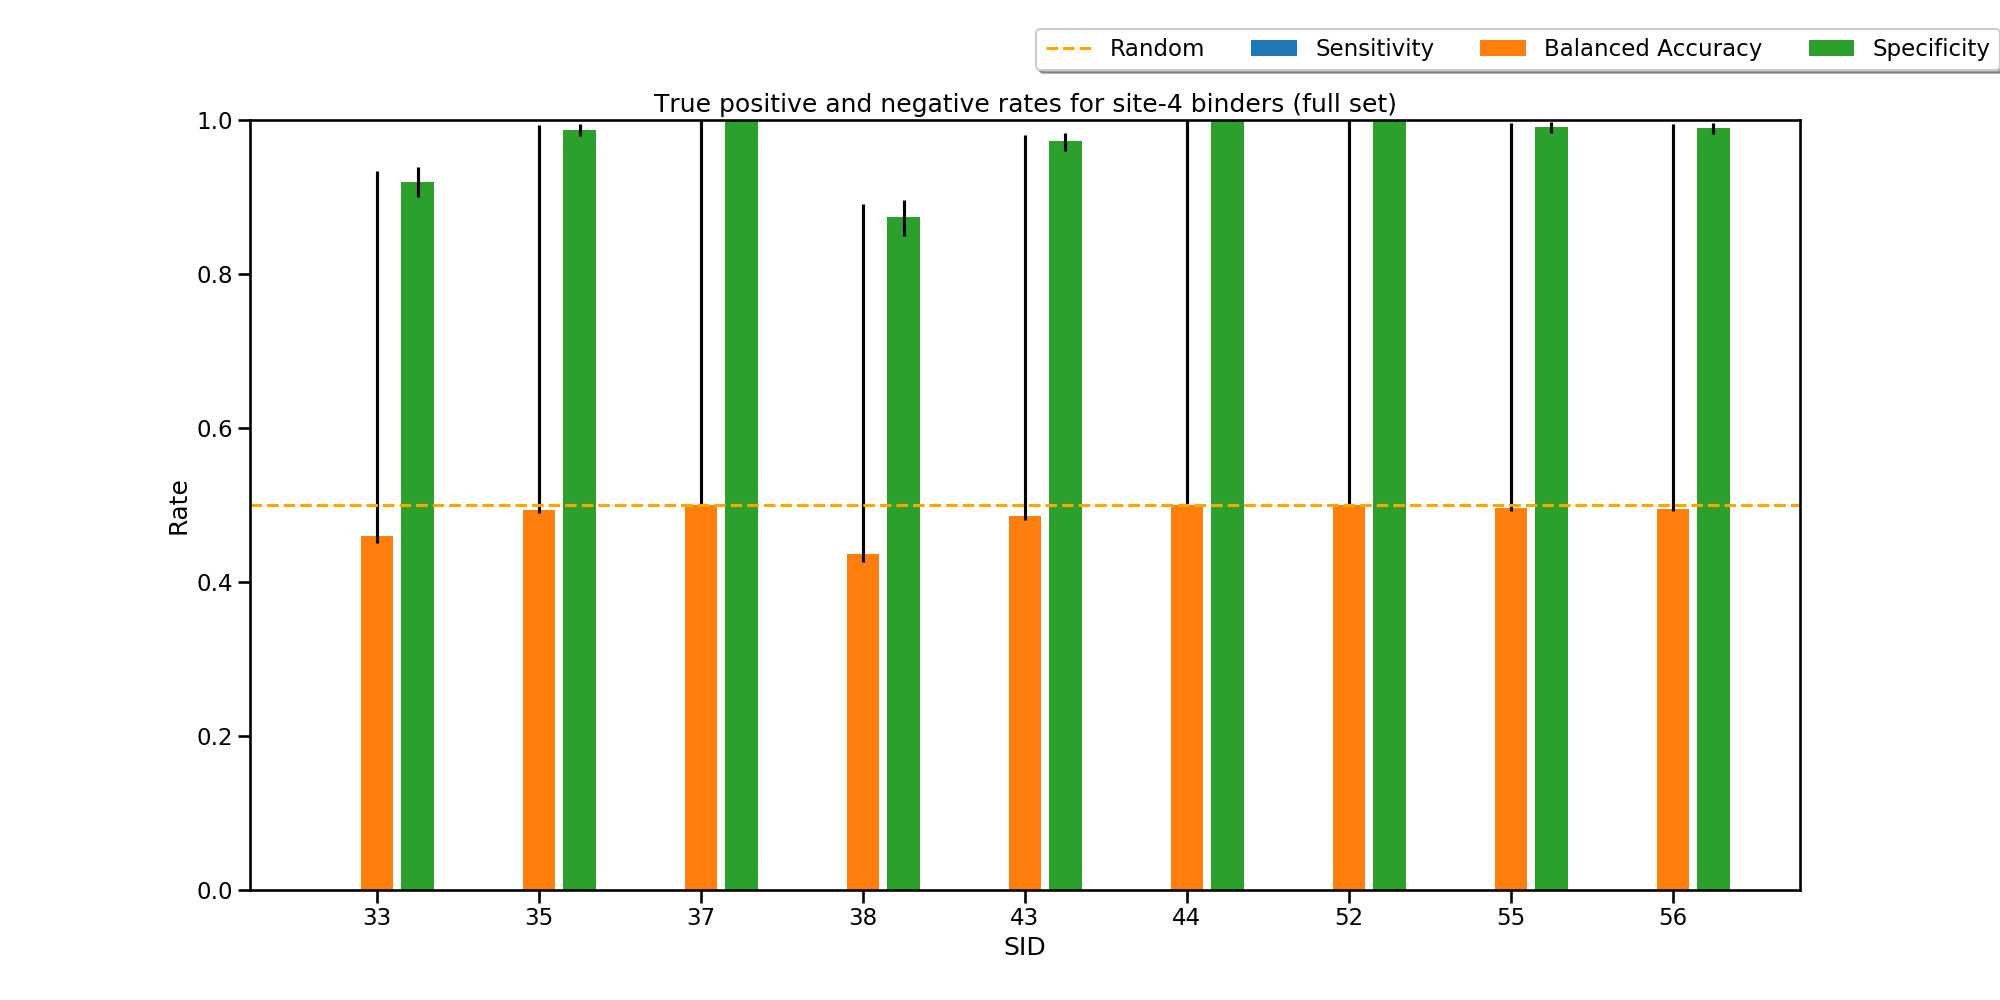 Random Sensitivity Balanced Accuracy Specificity
True positive and negative rates for site-4 binders (full set)
1.0
0.8
0.6
0.4
0.2
0.0
Rate
33 35 37 38 43 44 52 55 56
SID